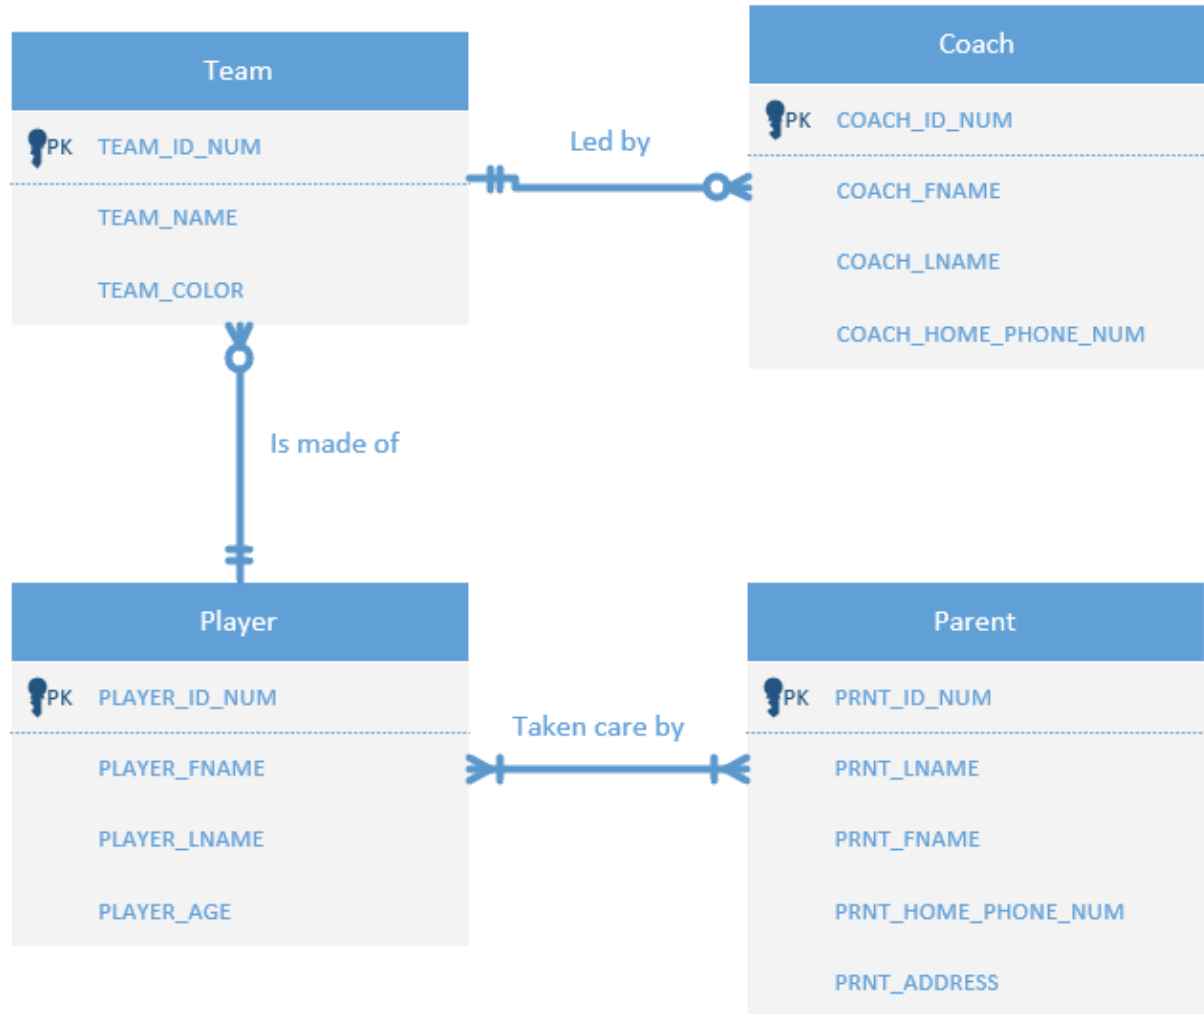 Team
PK TEAM_ID_NUM
TEAM_NAME
TEAM_COLOR
Led by
Coach
PK COACH_ID_NUM
COACH_FNAME
COACH_LNAME
COACH_HOME_PHONE_NUM
Is made of
Player
PK PLAYER_ID_NUM
PLAYER_FNAME
PLAYER_LNAME
PLAYER_AGE
Taken care by
Parent
PK PRNT_ID_NUM
PRNT_LNAME
PRNT_FNAME
PRNT_HOME_PHONE_NUM
PRNT_ADDRESS